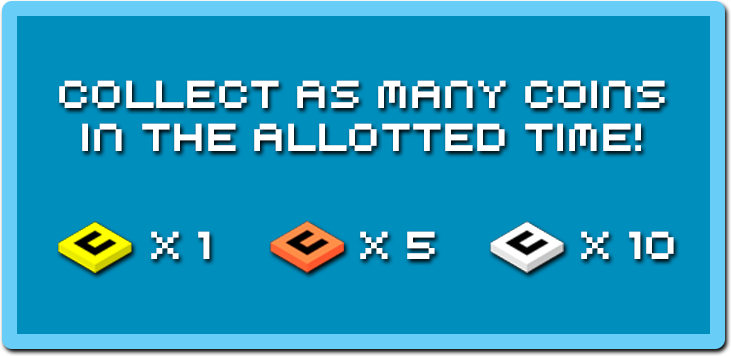 COLLECT AS MANY COINS
IN THE ALLOTTED TIME!
C X 1 C X 5 C X 10